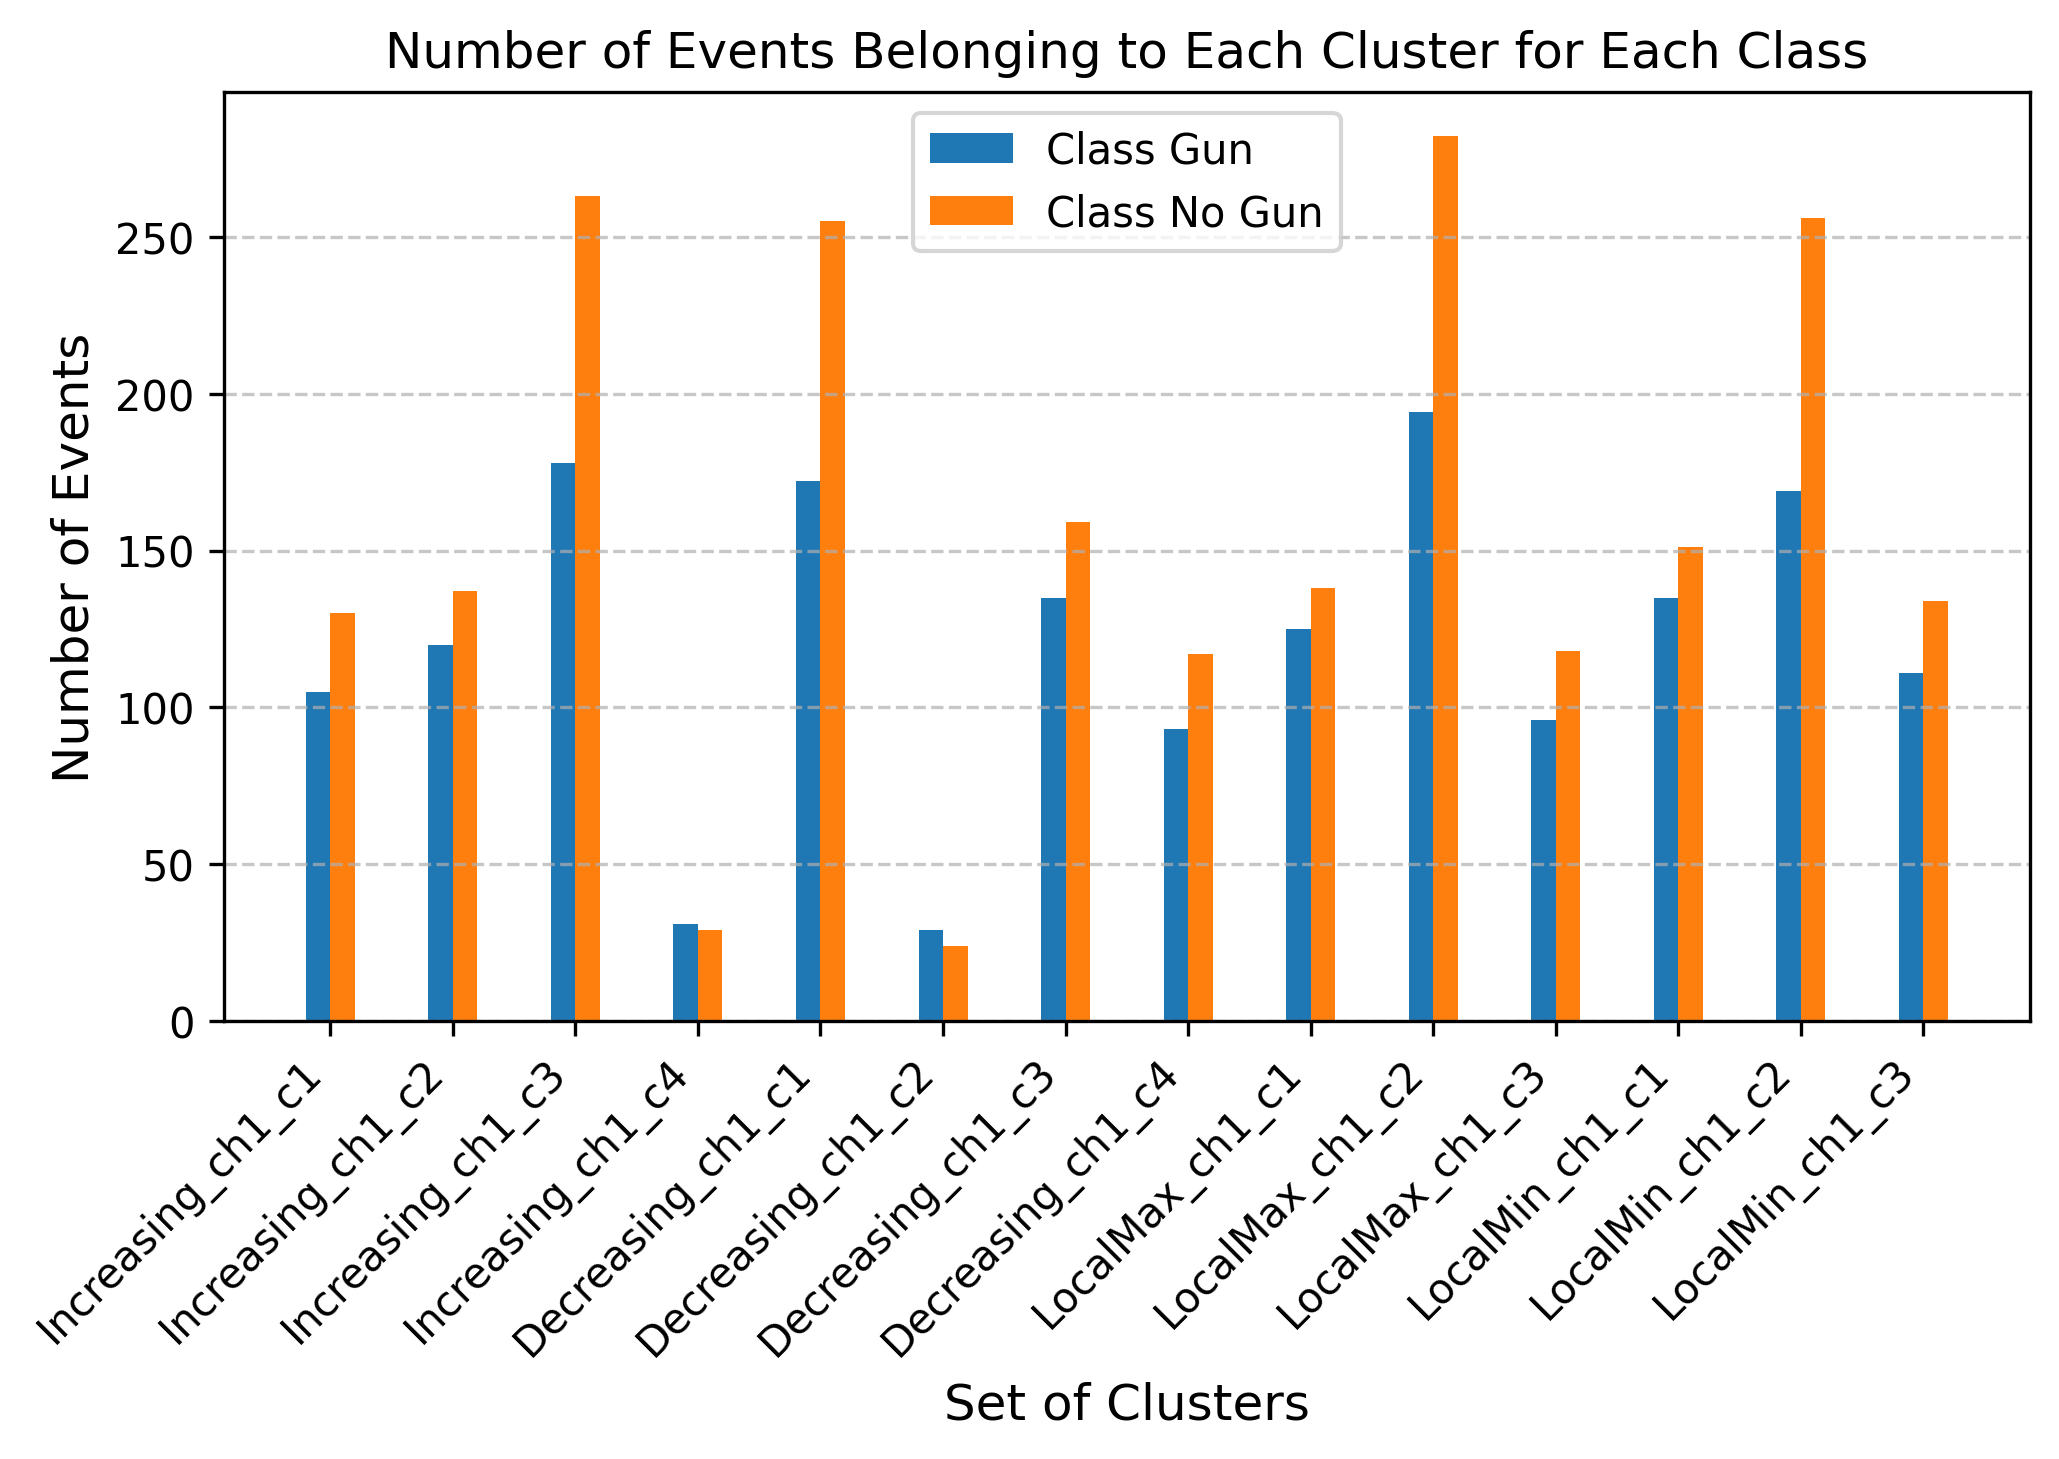 Number of Events Belonging to Each Cluster for Each Class
Class Gun
Class No Gun
Number of Events
250
200
150
100
50
0
Increasing_ch1_c1
Increasing_ch1_c2
Increasing_ch1_c3
Increasing_ch1_c4
Decreasing_ch1_c1
Decreasing_ch1_c2
Decreasing_ch1_c3
Decreasing_ch1_c4
LocalMax_ch1_c1
LocalMax_ch1_c2
LocalMax_ch1_c3
LocalMin_ch1_c1
LocalMin_ch1_c2
LocalMin_ch1_c3
Set of Clusters